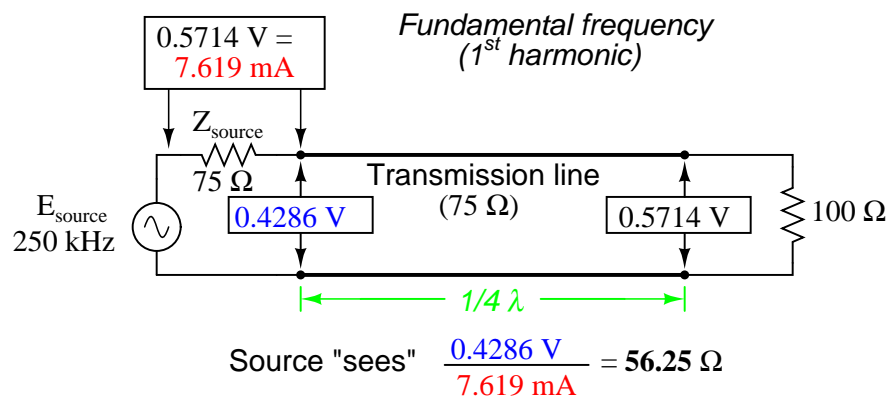 Fundamental frequency
(1st harmonic)
0.5714 V =
7.619 mA
Zsource
75 Ω
Esource
250 kHz
0.4286 V
Transmission line
(75 Ω)
0.5714 V
100 Ω
1/4 λ
Source "sees" 0.4286 V / 7.619 mA = 56.25 Ω